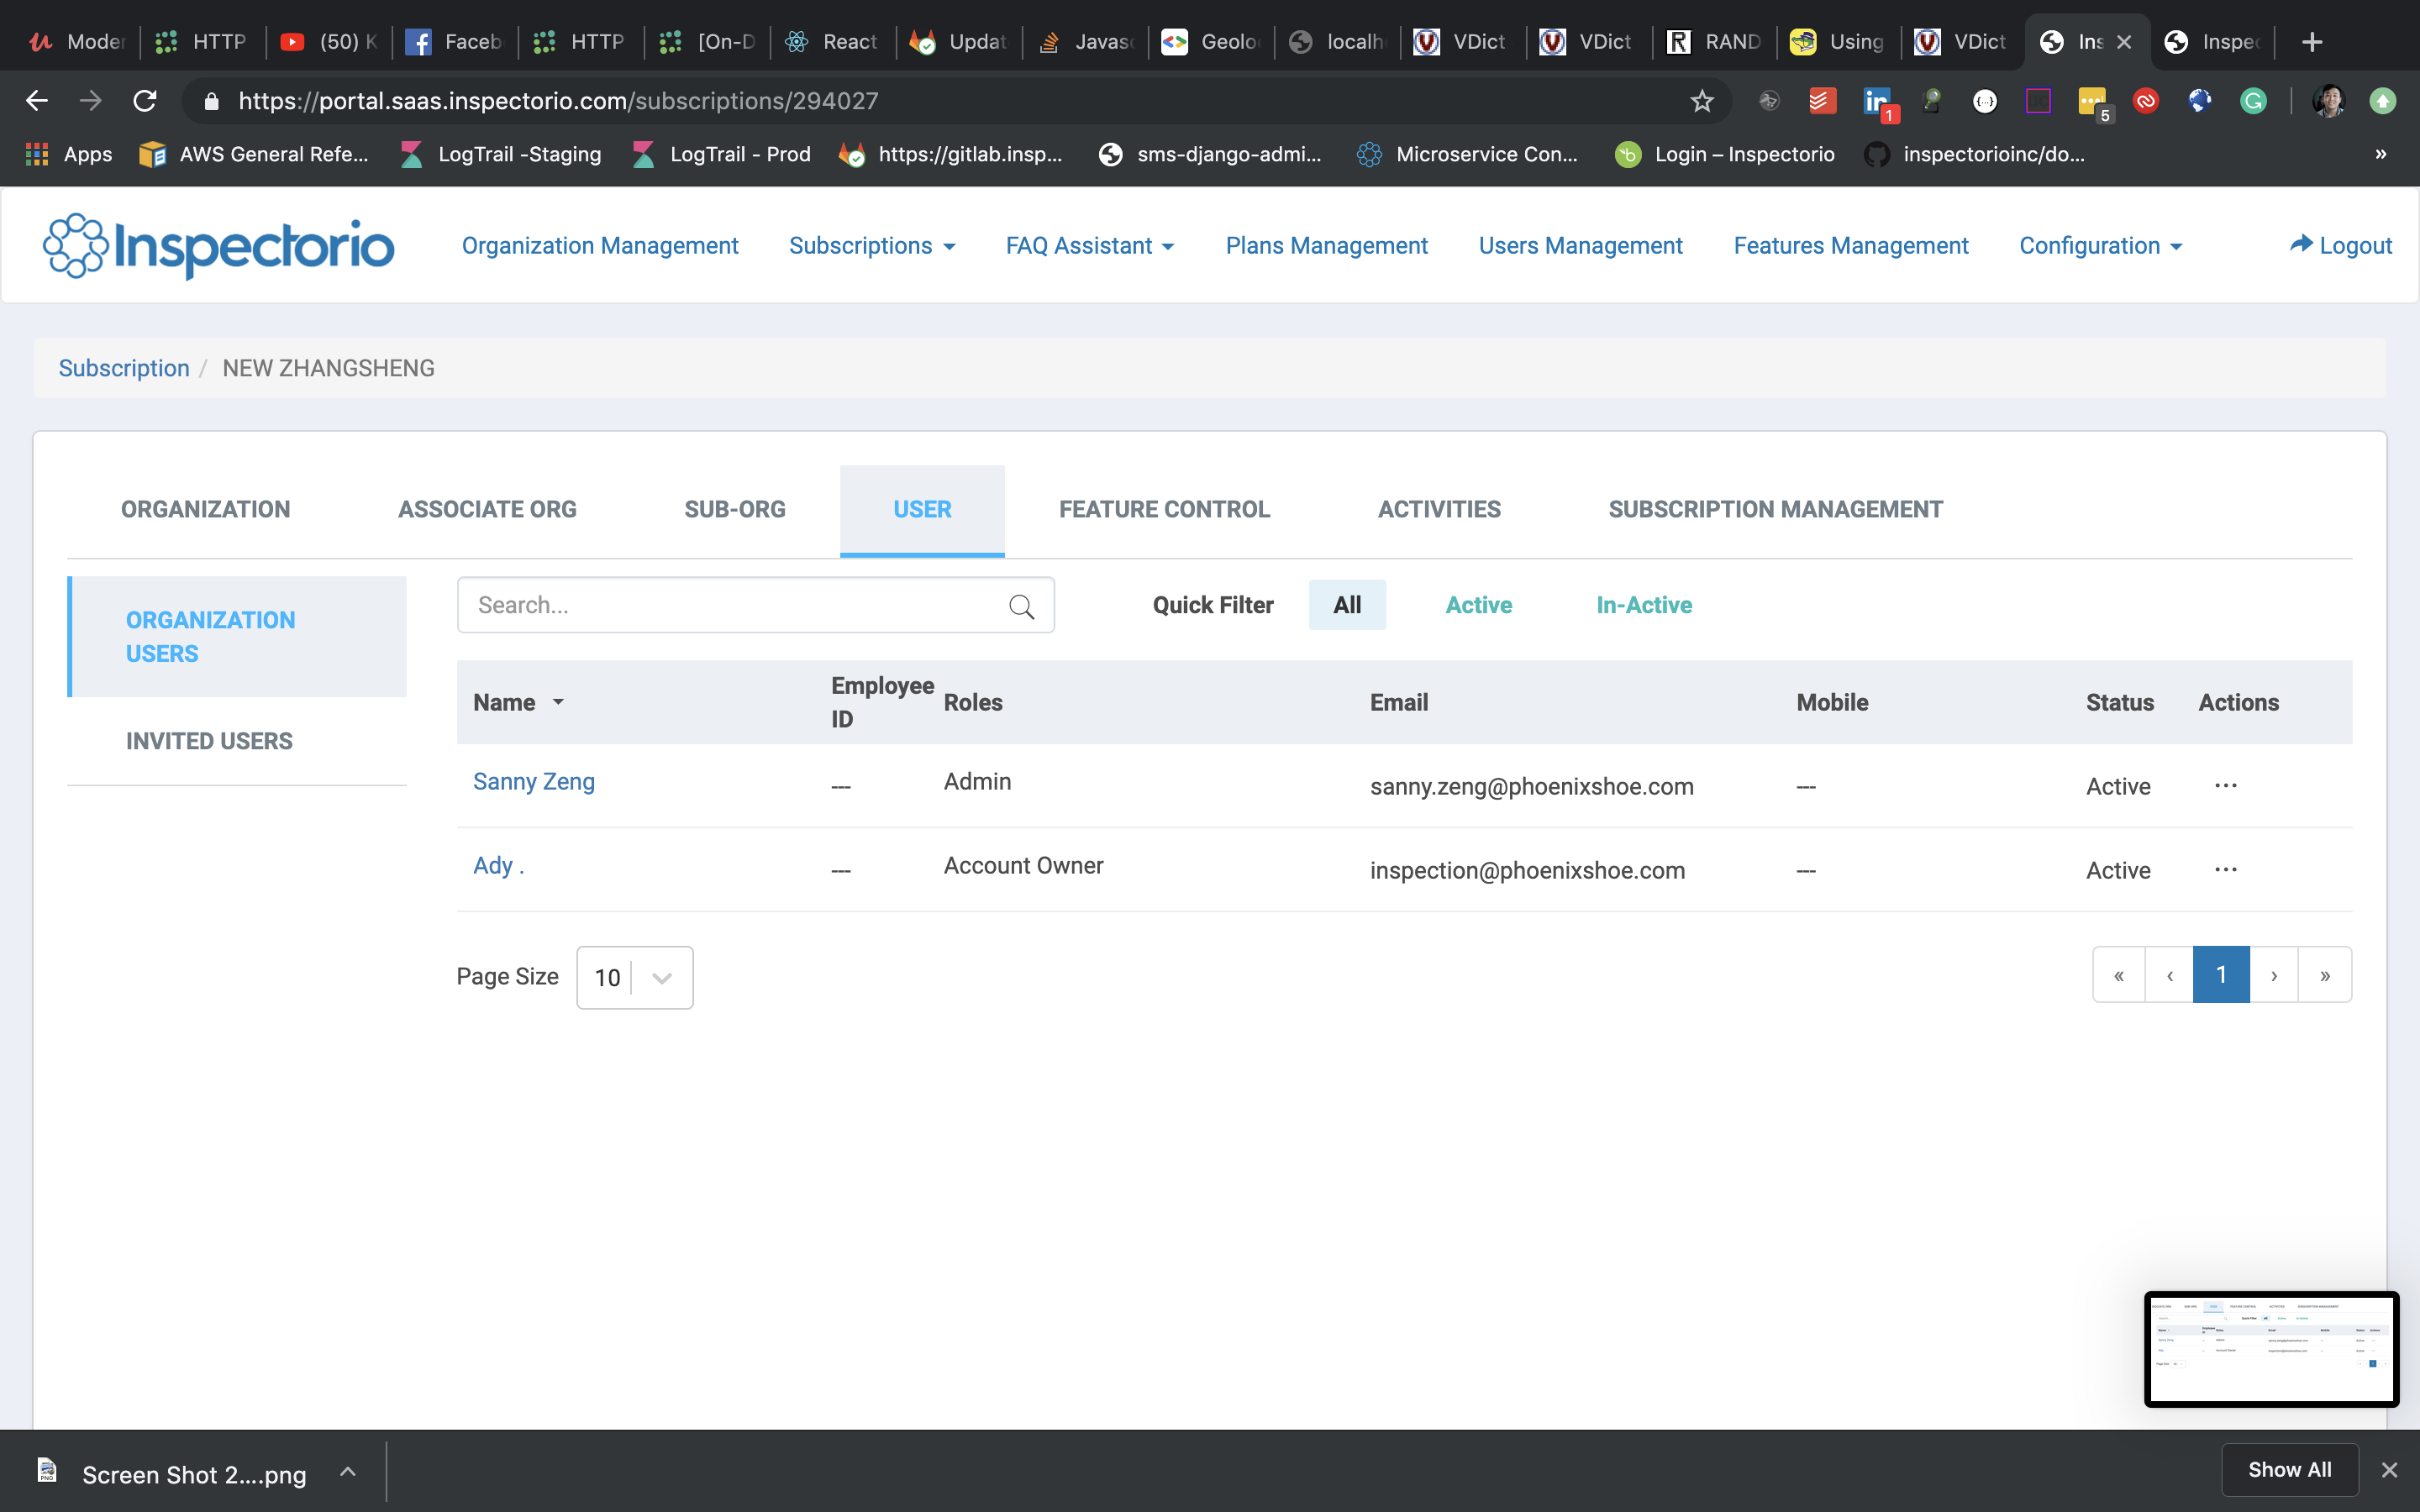 Moder HTTP (50) K Faceb HTTP [On-D React Updat Javasc Geolo localh VDict VDict RAND Using VDict Ins Inspec
https://portal.saas.inspectorio.com/subscriptions/294027
1
5
Apps AWS General Refe... LogTrail -Staging LogTrail - Prod https://gitlab.insp... sms-django-admi... Microservice Con... Login – Inspectorio inspectorioinc/do... »
Inspectorio Organization Management Subscriptions FAQ Assistant Plans Management Users Management Features Management Configuration Logout
Subscription / NEW ZHANGSHENG
ORGANIZATION ASSOCIATE ORG SUB-ORG USER FEATURE CONTROL ACTIVITIES SUBSCRIPTION MANAGEMENT
ORGANIZATION
USERS
INVITED USERS
Search... Quick Filter All Active In-Active
Name Employee ID Roles Email Mobile Status Actions
Sanny Zeng --- Admin sanny.zeng@phoenixshoe.com --- Active ...
Ady . --- Account Owner inspection@phoenixshoe.com --- Active ...
Page Size 10 « ‹ 1 › »
Screen Shot 2....png Show All